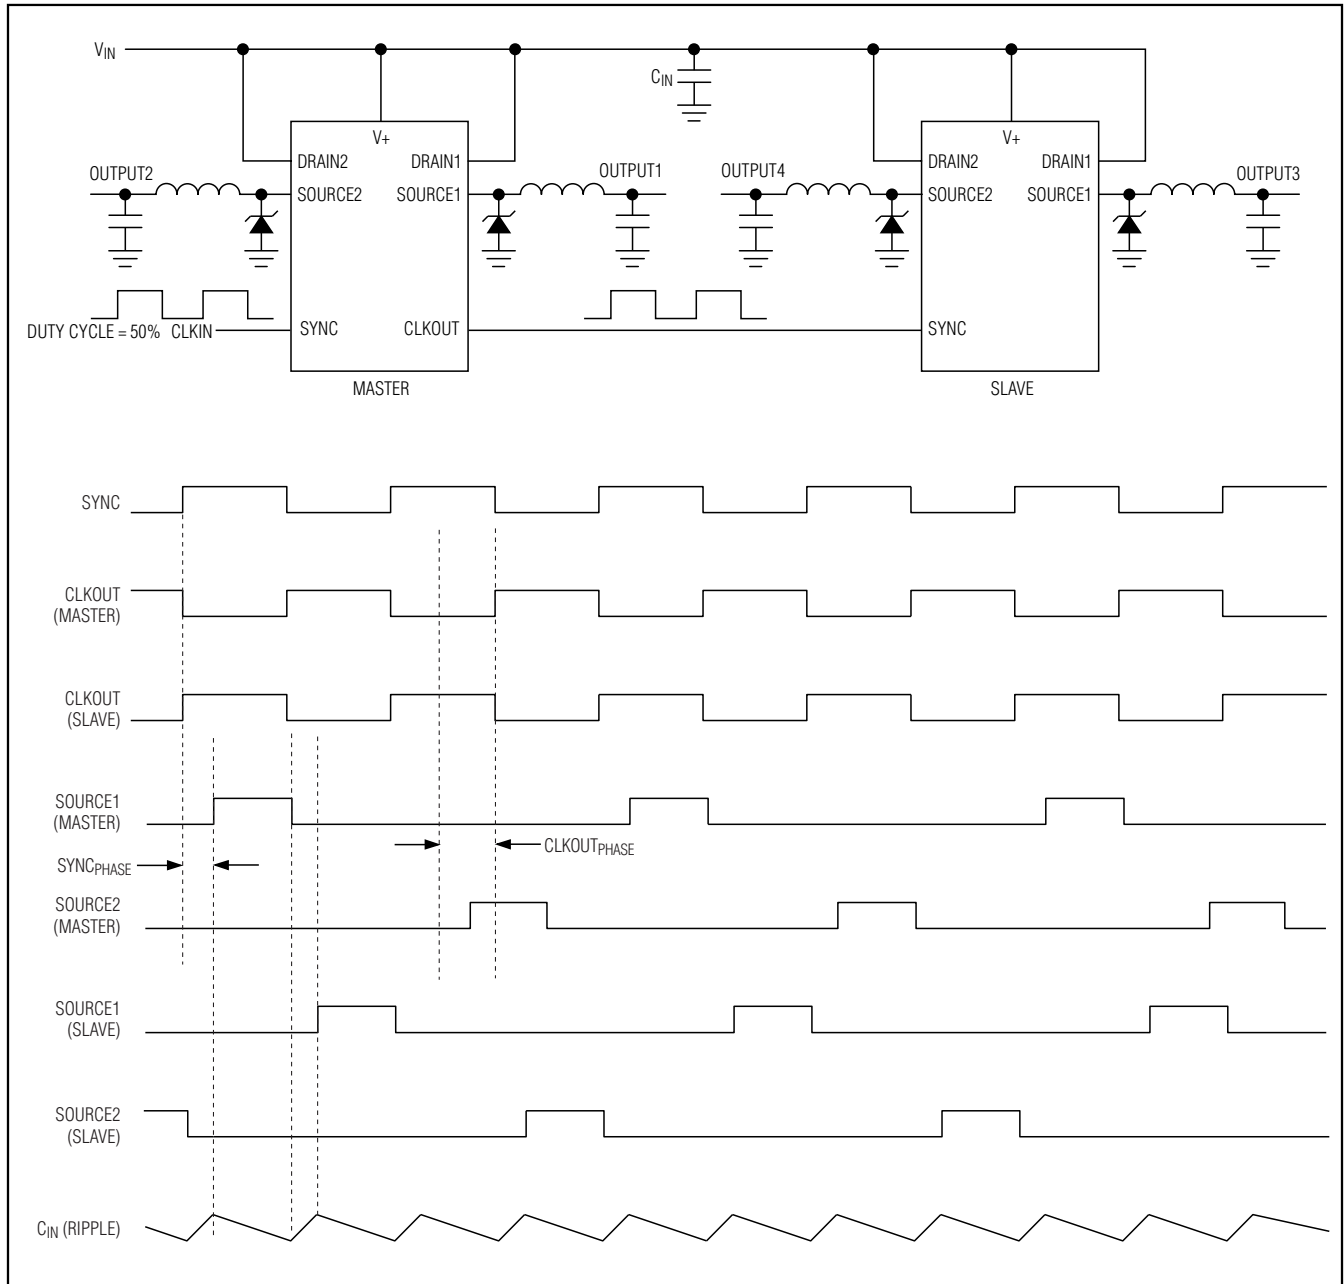 VIN
CIN
V+
DRAIN2
DRAIN1
OUTPUT2
SOURCE2
SOURCE1
OUTPUT1
DUTY CYCLE = 50% CLKIN
SYNC
CLKOUT
MASTER
V+
DRAIN2
DRAIN1
OUTPUT4
SOURCE2
SOURCE1
OUTPUT3
SYNC
SLAVE
SYNC
CLKOUT
(MASTER)
CLKOUT
(SLAVE)
SOURCE1
(MASTER)
CLKOUTPHASE
SYNCPHASE
SOURCE2
(MASTER)
SOURCE1
(SLAVE)
SOURCE2
(SLAVE)
CIN (RIPPLE)